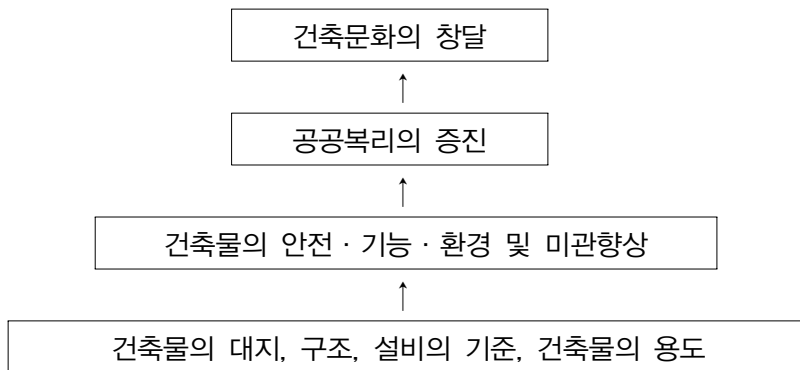 건축문화의 창달
공공복리의 증진
건축물의 안전 · 기능 · 환경 및 미관향상
건축물의 대지, 구조, 설비의 기준, 건축물의 용도